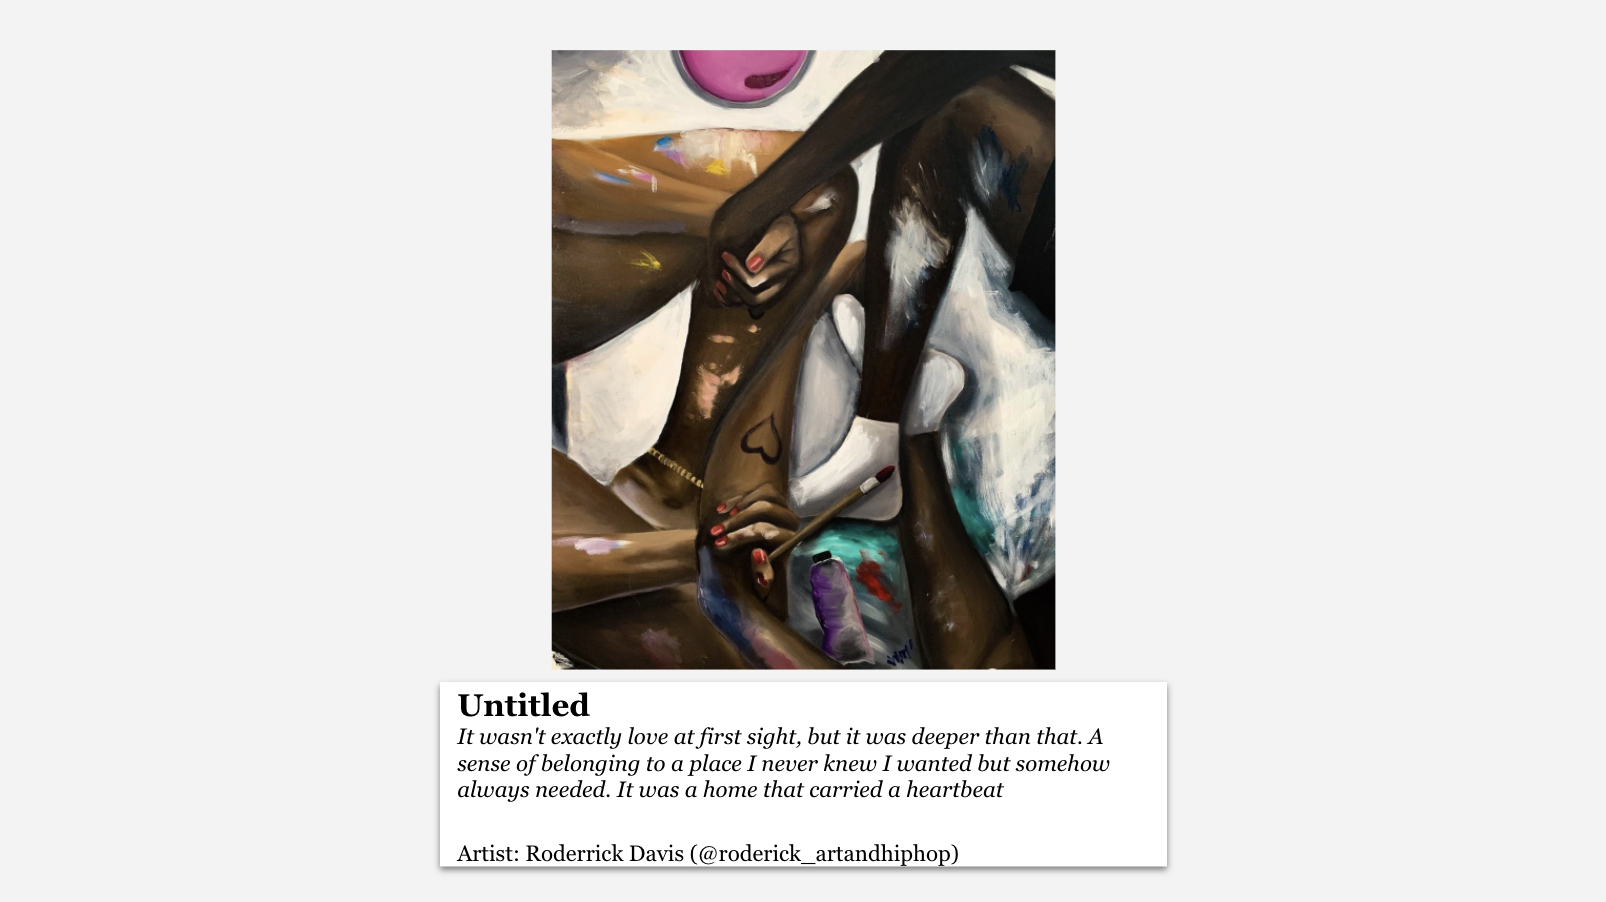 Untitled
It wasn't exactly love at first sight, but it was deeper than that. A
sense of belonging to a place I never knew I wanted but somehow
always needed. It was a home that carried a heartbeat
Artist: Roderrick Davis (@roderick_artandhiphop)